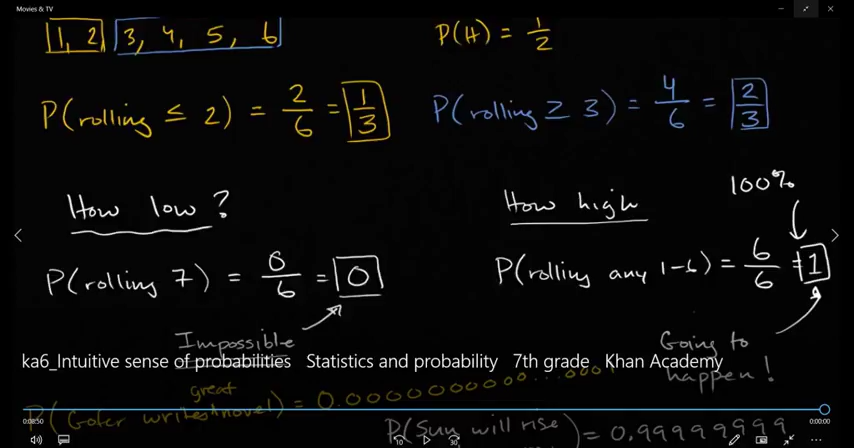 Movies & TV
1, 2 3, 4, 5, 6
P(H) = 1/2
P(rolling ≤ 2) = 2/6 = 1/3
P(rolling ≥ 3) = 4/6 = 2/3
How low?
How high
100%
P(rolling 7) = 0/6 = 0
P(rolling any 1-6) = 6/6 = 1
Impossible
Going to
happen!
ka6_Intuitive sense of probabilities Statistics and probability 7th grade Khan Academy
great
P(Gofer writes novel) = 0.0000000000...0001
P(Sun will rise = 0.99999999
0:08:50
0:00:00
10
30